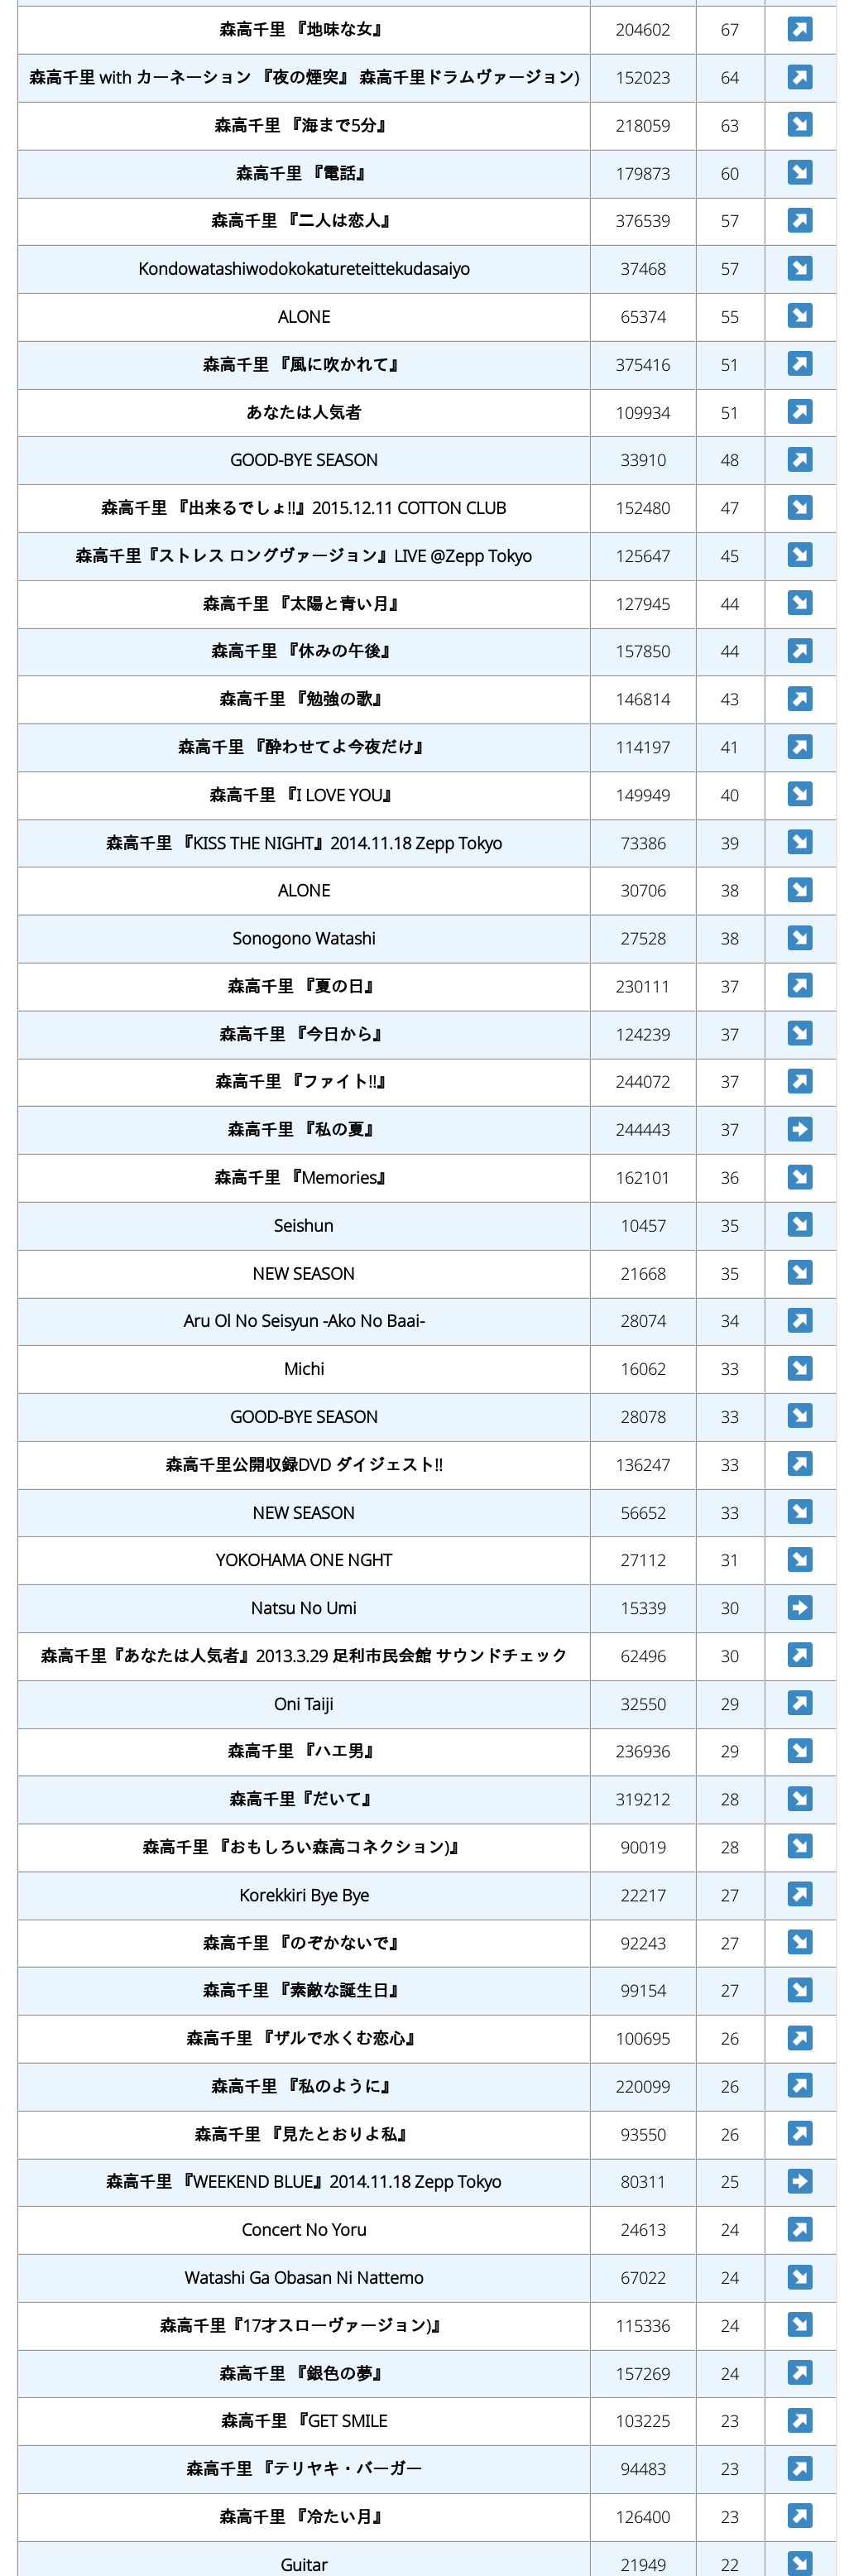 森高千里 『地味な女』 204602 67
森高千里 with カーネーション 『夜の煙突』 森高千里ドラムヴァージョン) 152023 64
森高千里 『海まで5分』 218059 63
森高千里 『電話』 179873 60
森高千里 『二人は恋人』 376539 57
Kondowatashiwodokokatureteittekudasaiyo 37468 57
ALONE 65374 55
森高千里 『風に吹かれて』 375416 51
あなたは人気者 109934 51
GOOD-BYE SEASON 33910 48
森高千里 『出来るでしょ!!』2015.12.11 COTTON CLUB 152480 47
森高千里『ストレス ロングヴァージョン』LIVE @Zepp Tokyo 125647 45
森高千里 『太陽と青い月』 127945 44
森高千里 『休みの午後』 157850 44
森高千里 『勉強の歌』 146814 43
森高千里 『酔わせてよ今夜だけ』 114197 41
森高千里 『I LOVE YOU』 149949 40
森高千里 『KISS THE NIGHT』2014.11.18 Zepp Tokyo 73386 39
ALONE 30706 38
Sonogono Watashi 27528 38
森高千里 『夏の日』 230111 37
森高千里 『今日から』 124239 37
森高千里 『ファイト!!』 244072 37
森高千里 『私の夏』 244443 37
森高千里 『Memories』 162101 36
Seishun 10457 35
NEW SEASON 21668 35
Aru Ol No Seisyun -Ako No Baai- 28074 34
Michi 16062 33
GOOD-BYE SEASON 28078 33
森高千里公開収録DVD ダイジェスト!! 136247 33
NEW SEASON 56652 33
YOKOHAMA ONE NGHT 27112 31
Natsu No Umi 15339 30
森高千里『あなたは人気者』2013.3.29 足利市民会館 サウンドチェック 62496 30
Oni Taiji 32550 29
森高千里 『ハエ男』 236936 29
森高千里『だいて』 319212 28
森高千里 『おもしろい森高コネクション)』 90019 28
Korekkiri Bye Bye 22217 27
森高千里 『のぞかないで』 92243 27
森高千里 『素敵な誕生日』 99154 27
森高千里 『ザルで水くむ恋心』 100695 26
森高千里 『私のように』 220099 26
森高千里 『見たとおりよ私』 93550 26
森高千里 『WEEKEND BLUE』2014.11.18 Zepp Tokyo 80311 25
Concert No Yoru 24613 24
Watashi Ga Obasan Ni Nattemo 67022 24
森高千里『17才スローヴァージョン)』 115336 24
森高千里 『銀色の夢』 157269 24
森高千里 『GET SMILE 103225 23
森高千里 『テリヤキ・バーガー 94483 23
森高千里 『冷たい月』 126400 23
Guitar 21949 22